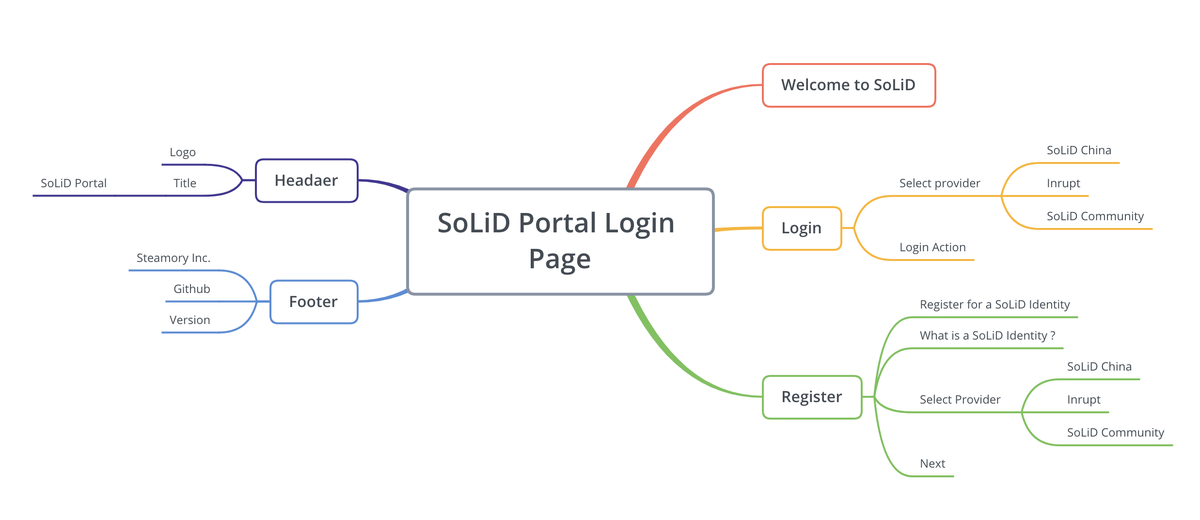 SoLiD Portal Login
Page
Welcome to SoLiD
Login
Select provider
SoLiD China
Inrupt
SoLiD Community
Login Action
Register
Register for a SoLiD Identity
What is a SoLiD Identity ?
Select Provider
SoLiD China
Inrupt
SoLiD Community
Next
Headaer
Logo
Title
SoLiD Portal
Footer
Steamory Inc.
Github
Version